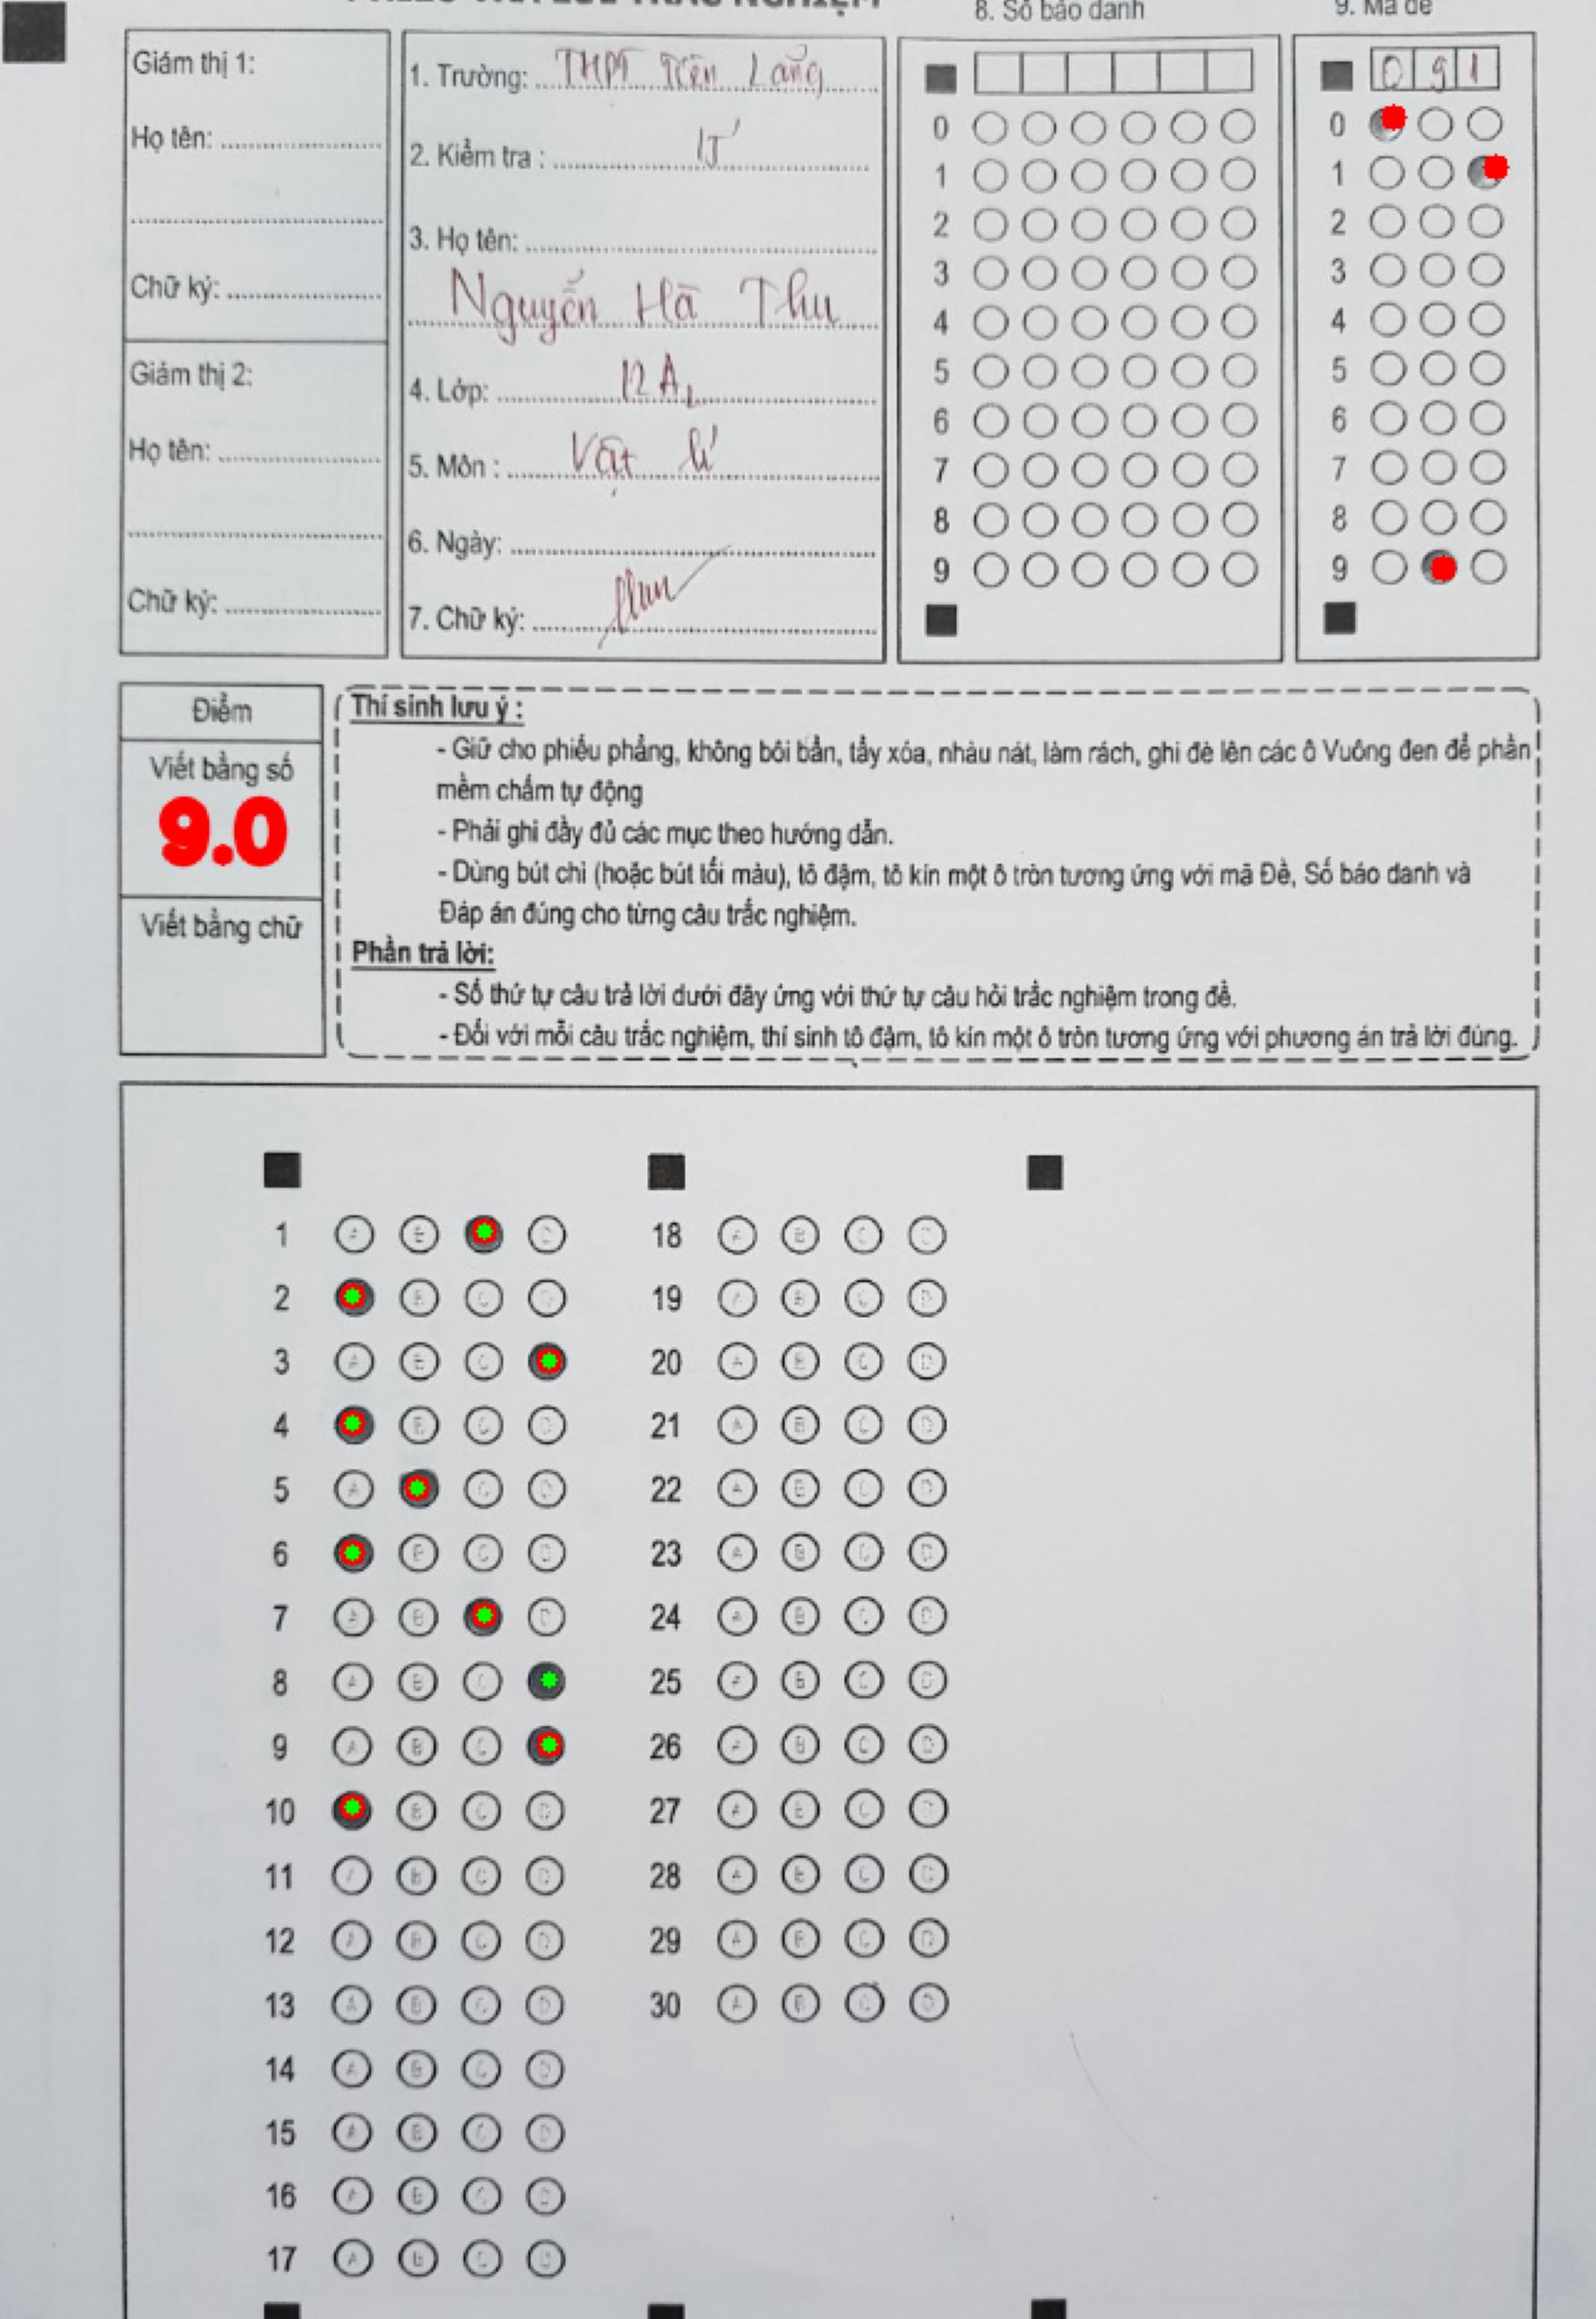 8. Số báo danh
9. Mã đề
Giám thị 1:
Họ tên:
Chữ ký:
Giám thị 2:
Họ tên:
Chữ ký:
1. Trường: THPT Tiên Lãng
2. Kiểm tra : 15'
3. Họ tên:
Nguyễn Hà Thu
4. Lớp: 12A1
5. Môn : Vật lí
6. Ngày:
7. Chữ ký:
0
1
2
3
4
5
6
7
8
9
0 9 1
0
1
2
3
4
5
6
7
8
9
Điểm
Viết bằng số
9.0
Viết bằng chữ
Thí sinh lưu ý :
- Giữ cho phiếu phẳng, không bôi bẩn, tẩy xóa, nhàu nát, làm rách, ghi đè lên các ô Vuông đen để phần
mềm chấm tự động
- Phải ghi đầy đủ các mục theo hướng dẫn.
- Dùng bút chì (hoặc bút tối màu), tô đậm, tô kín một ô tròn tương ứng với mã Đề, Số báo danh và
Đáp án đúng cho từng câu trắc nghiệm.
Phần trả lời:
- Số thứ tự câu trả lời dưới đây ứng với thứ tự câu hỏi trắc nghiệm trong đề.
- Đối với mỗi câu trắc nghiệm, thí sinh tô đậm, tô kín một ô tròn tương ứng với phương án trả lời đúng.
1 A B D
2 B C D
3 A B C
4 B C D
5 A C D
6 B C D
7 A B D
8 A B C
9 A B C
10 B C D
11 A B C D
12 A B C D
13 A B C D
14 A B C D
15 A B C D
16 A B C D
17 A B C D
18 A B C D
19 A B C D
20 A B C D
21 A B C D
22 A B C D
23 A B C D
24 A B C D
25 A B C D
26 A B C D
27 A B C D
28 A B C D
29 A B C D
30 A B C D